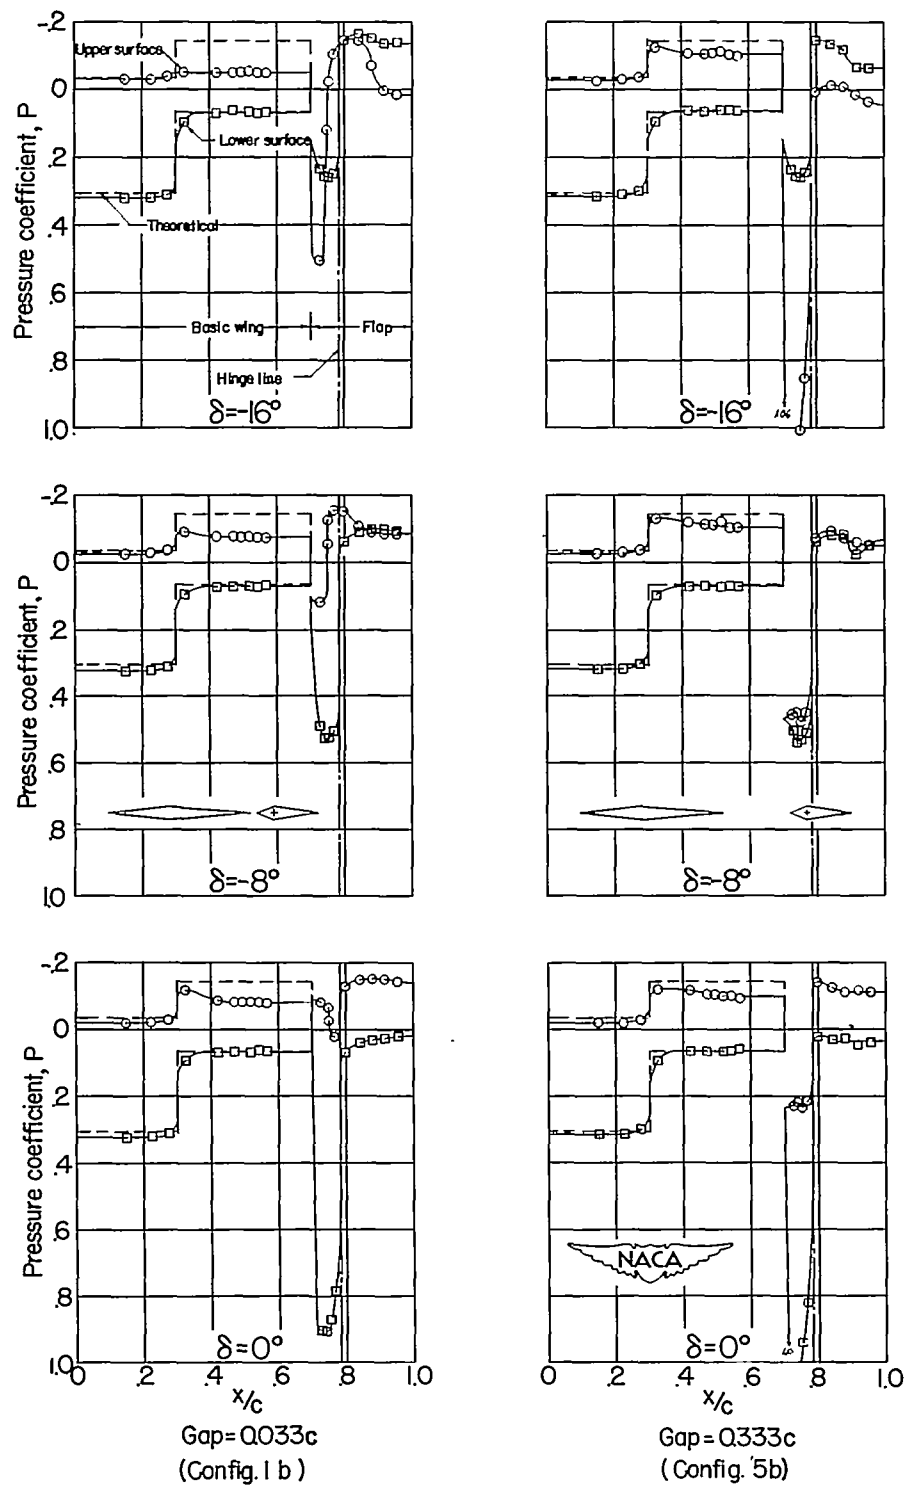 -.2
0
.2
.4
.6
.8
1.0
Pressure coefficient, P
Upper surface
Lower surface
Theoretical
Basic wing
Flap
Hinge line
δ=-16°
δ=-16°
-.2
0
.2
.4
.6
.8
1.0
Pressure coefficient, P
δ=-8°
δ=-8°
-.2
0
.2
.4
.6
.8
1.0
Pressure coefficient, P
δ=0°
NACA
δ=0°
0 .2 .4 .6 .8 1.0
x/c
0 .2 .4 .6 .8 1.0
x/c
Gap=0.033c
(Config. 1b)
Gap=0.333c
(Config. 5b)